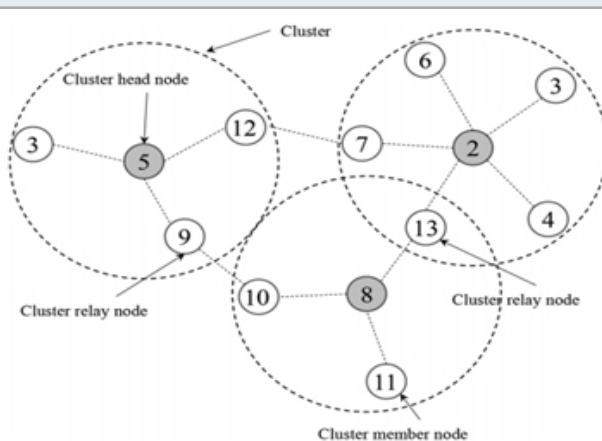 Cluster
Cluster head node
6
3
12
3
5
7
2
4
9
13
10
8
Cluster relay node
Cluster relay node
11
Cluster member node